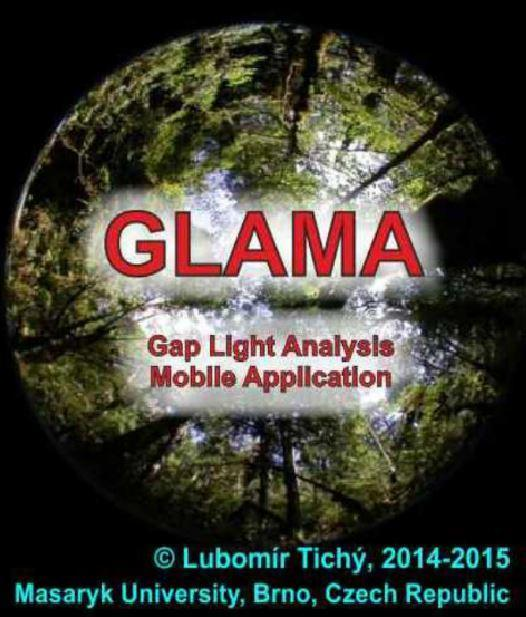 GLAMA
Gap Light Analysis
Mobile Application
© Lubomír Tichý, 2014-2015
Masaryk University, Brno, Czech Republic